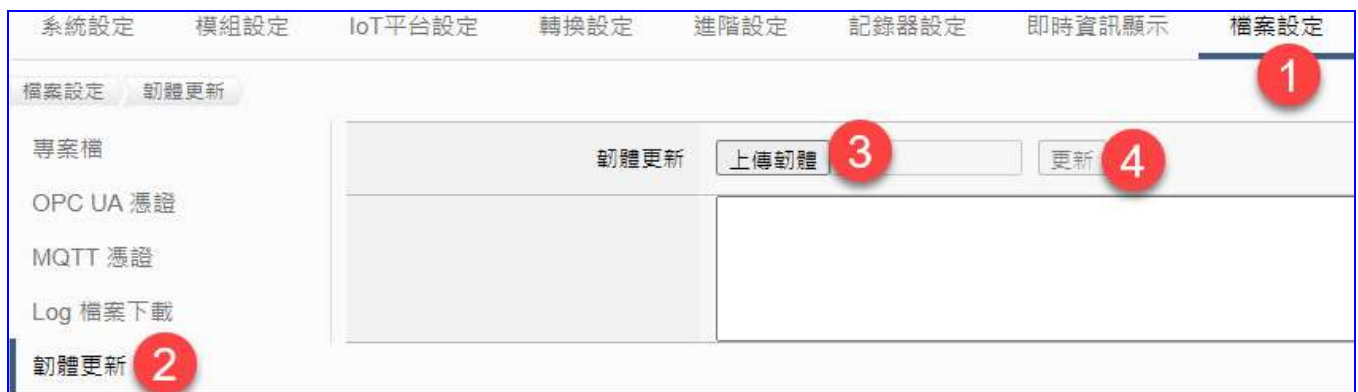 系統設定 模組設定 IoT平台設定 轉換設定 進階設定 記錄器設定 即時資訊顯示 檔案設定
1
檔案設定 韌體更新
專案檔
韌體更新 上傳韌體 3 更新 4
OPC UA 憑證
MQTT 憑證
Log 檔案下載
韌體更新 2